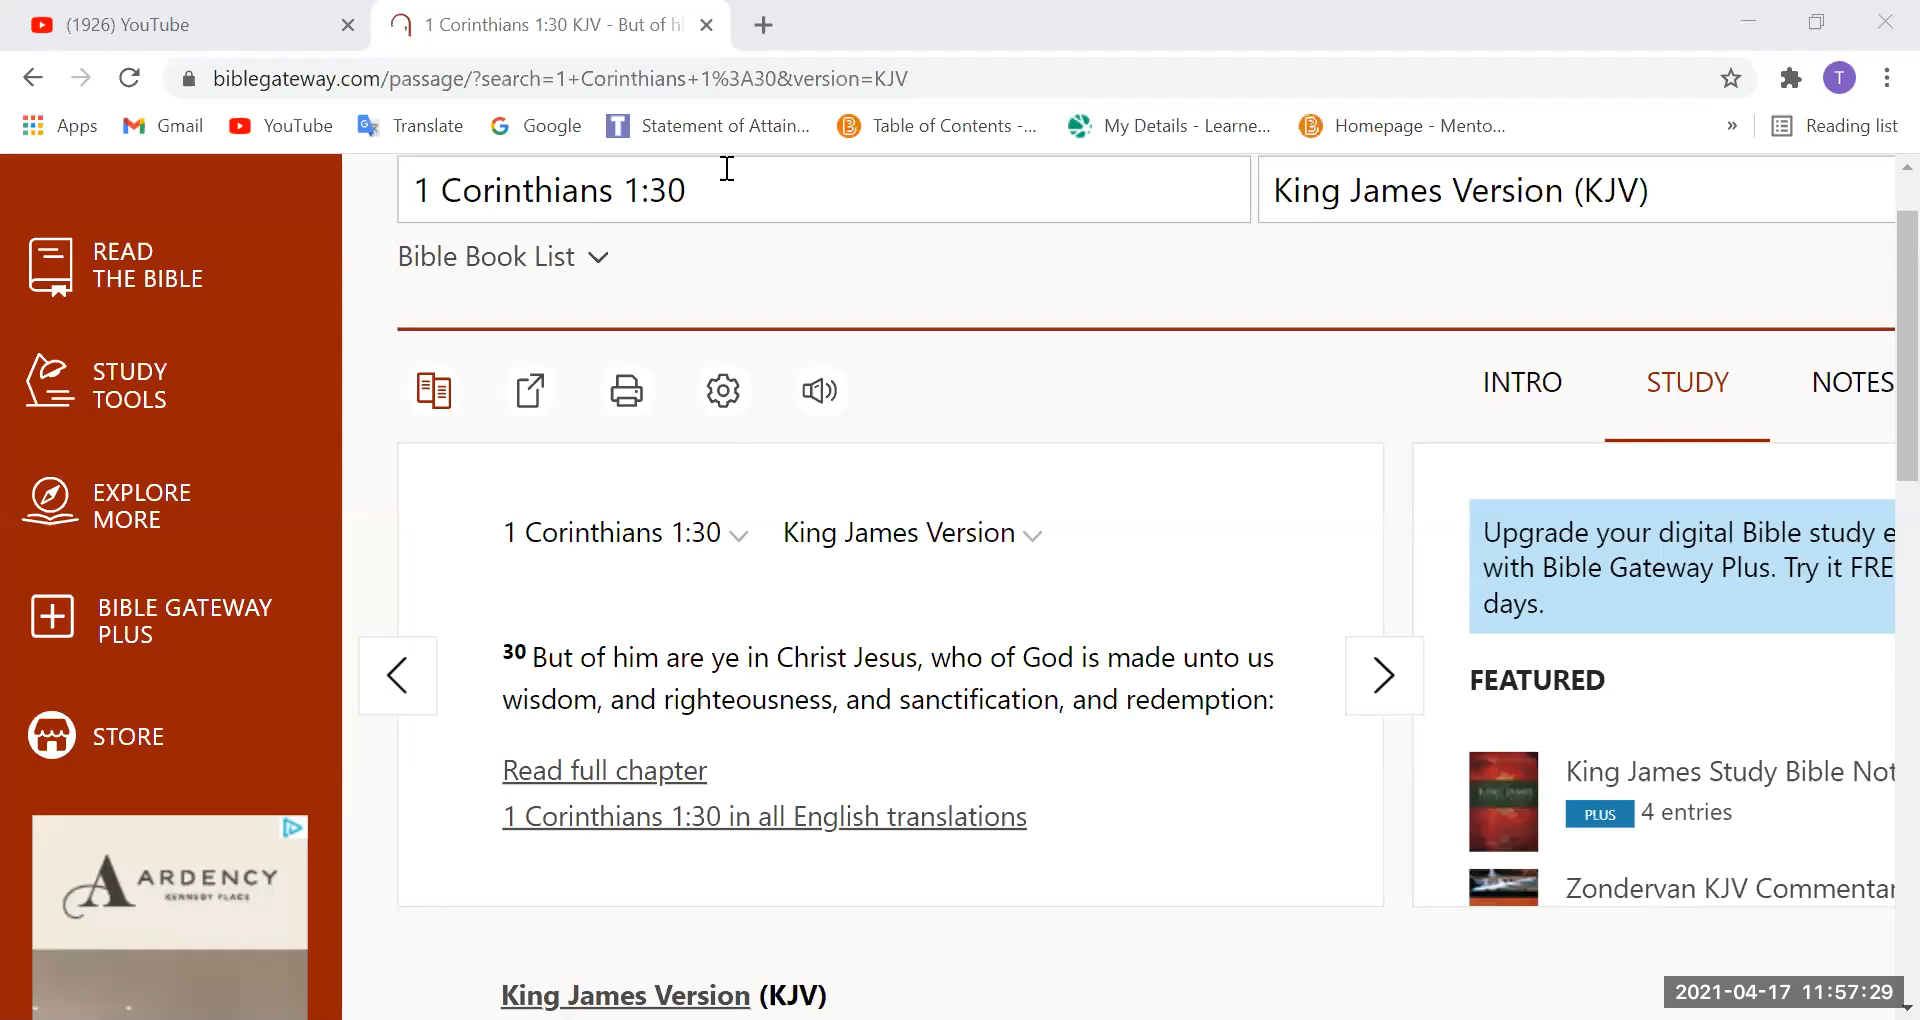 (1926) YouTube
1 Corinthians 1:30 KJV - But of h
biblegateway.com/passage/?search=1+Corinthians+1%3A30&version=KJV
T
Apps
Gmail
YouTube
Translate
Google
Statement of Attain...
Table of Contents -...
My Details - Learne...
Homepage - Mento...
»
Reading list
1 Corinthians 1:30
King James Version (KJV)
Bible Book List
READ
THE BIBLE
STUDY
TOOLS
EXPLORE
MORE
BIBLE GATEWAY
PLUS
STORE
ARDENCY
KENNEDY PLACE
INTRO
STUDY
NOTES
1 Corinthians 1:30
King James Version
30 But of him are ye in Christ Jesus, who of God is made unto us
wisdom, and righteousness, and sanctification, and redemption:
Read full chapter
1 Corinthians 1:30 in all English translations
King James Version (KJV)
Upgrade your digital Bible study e
with Bible Gateway Plus. Try it FRE
days.
FEATURED
King James Study Bible Not
PLUS 4 entries
Zondervan KJV Commentar
2021-04-17 11:57:29